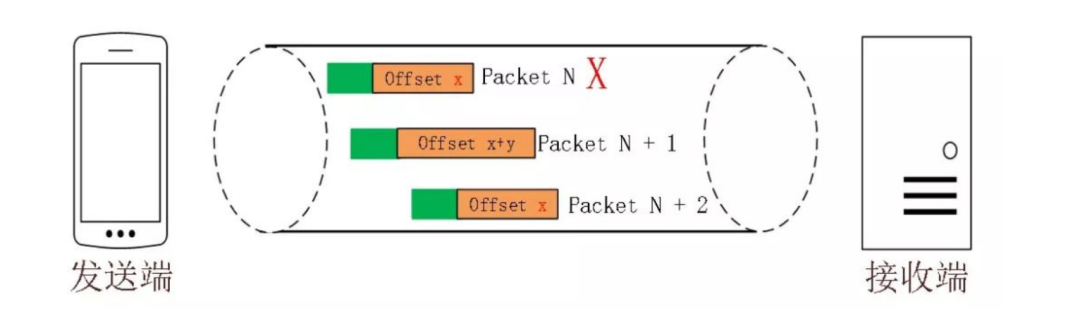 Offset x Packet N X
Offset x+y Packet N + 1
Offset x Packet N + 2
发送端
接收端